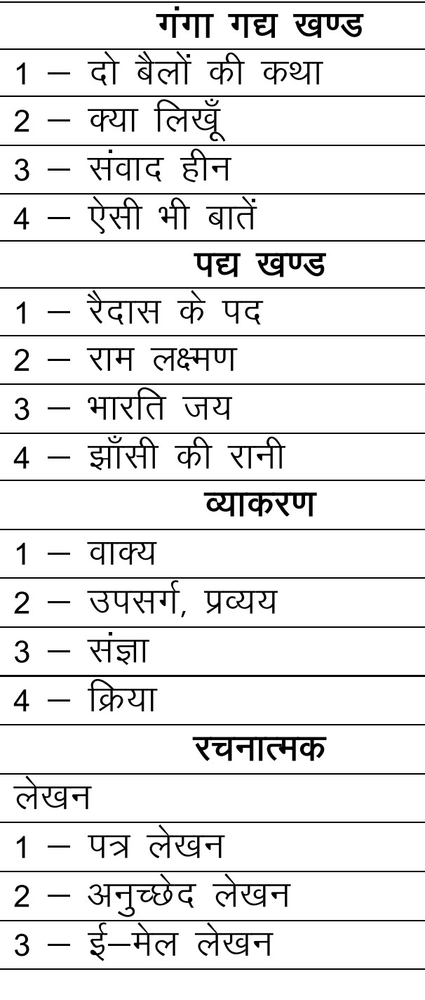 गंगा गद्य खण्ड
1 – दो बैलों की कथा
2 – क्या लिखूँ
3 – संवाद हीन
4 – ऐसी भी बातें
पद्य खण्ड
1 – रैदास के पद
2 – राम लक्ष्मण
3 – भारति जय
4 – झाँसी की रानी
व्याकरण
1 – वाक्य
2 – उपसर्ग, प्रव्यय
3 – संज्ञा
4 – क्रिया
रचनात्मक
लेखन
1 – पत्र लेखन
2 – अनुच्छेद लेखन
3 – ई–मेल लेखन